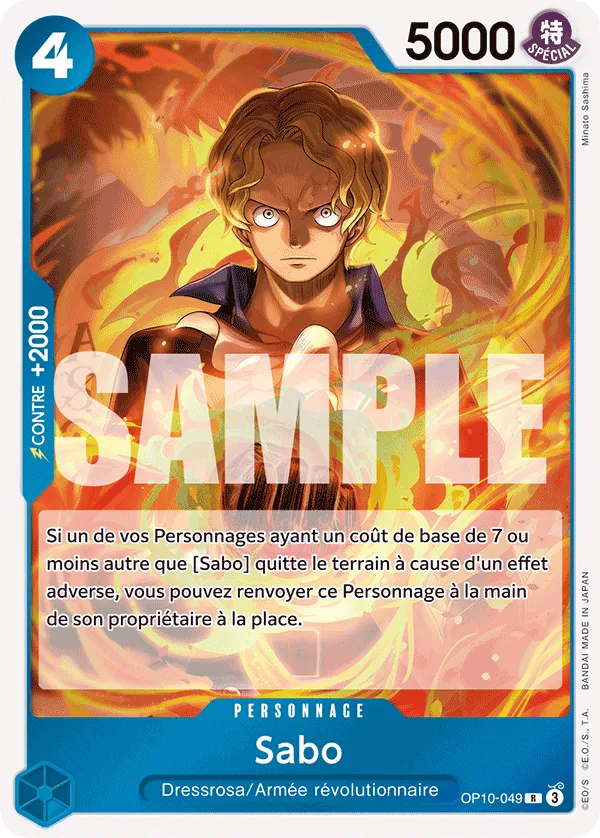 4
5000
特
SPÉCIAL
Minato Sashima
CONTRE +2000
SAMPLE
Si un de vos Personnages ayant un coût de base de 7 ou
moins autre que [Sabo] quitte le terrain à cause d'un effet
adverse, vous pouvez renvoyer ce Personnage à la main
de son propriétaire à la place.
©E/O/S ©E.O./S., T.A. BANDAI MADE IN JAPAN
PERSONNAGE
Sabo
Dressrosa/Armée révolutionnaire
OP10-049 R 3